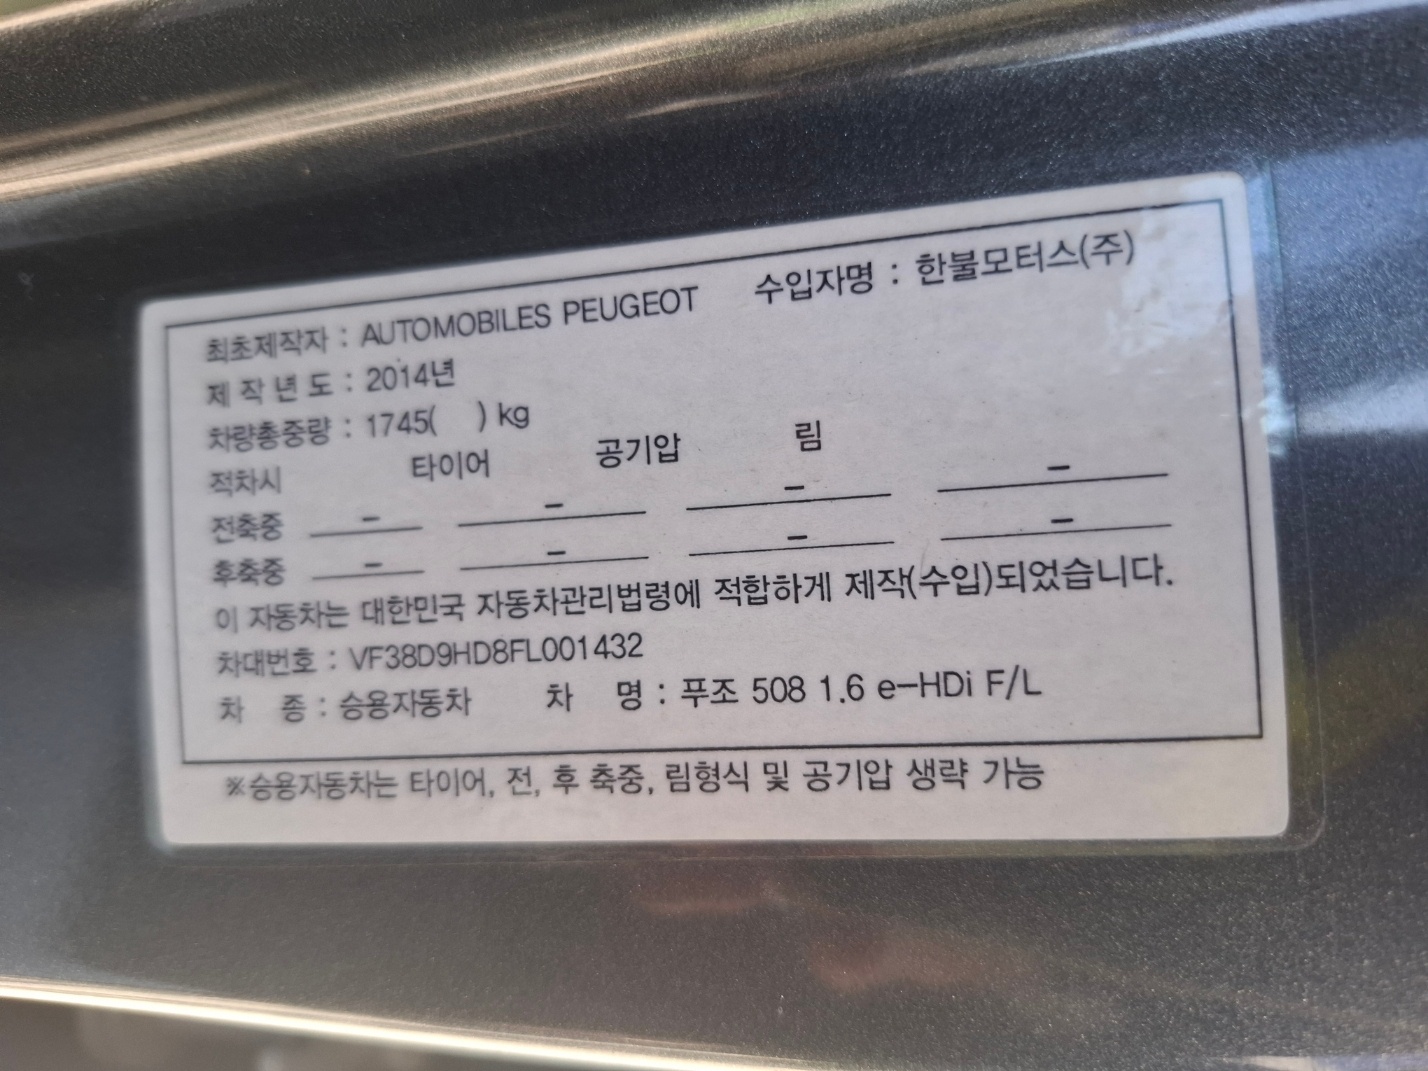 최초제작자 : AUTOMOBILES PEUGEOT 수입자명 : 한불모터스(주)
제 작 년 도 : 2014년
차량총중량 : 1745( ) kg
적차시 타이어 공기압 림
전축중 - - - -
후축중 - - - -
이 자동차는 대한민국 자동차관리법령에 적합하게 제작(수입)되었습니다.
차대번호 : VF38D9HD8FL001432
차 종 : 승용자동차 차 명 : 푸조 508 1.6 e-HDi F/L
※승용자동차는 타이어, 전, 후 축중, 림형식 및 공기압 생략 가능